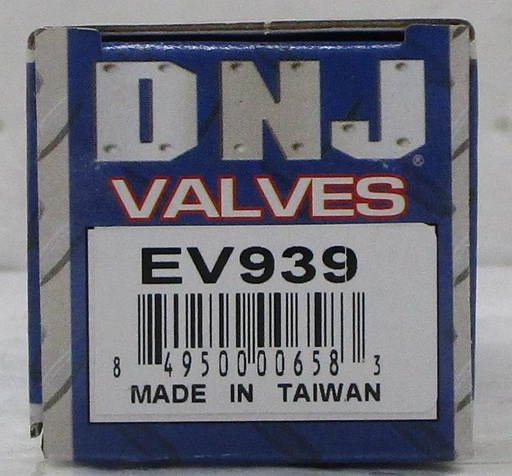 DNJ®
VALVES
EV939
8 49500 00658 3
MADE IN TAIWAN